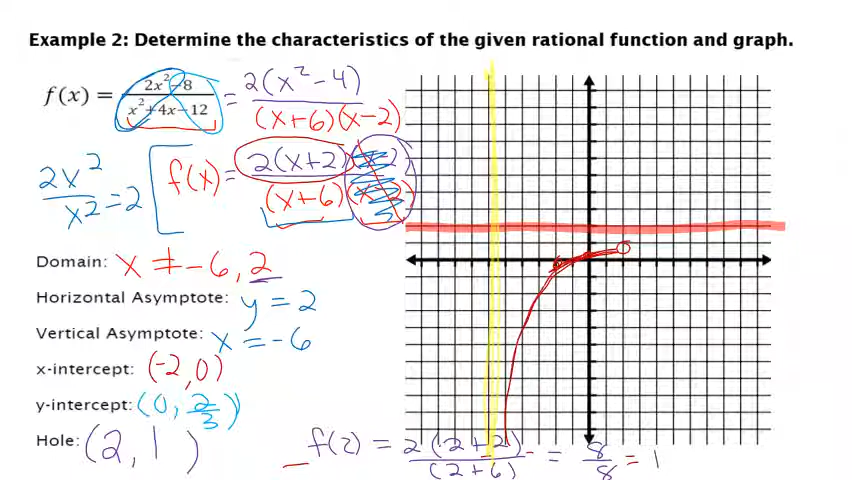 Example 2: Determine the characteristics of the given rational function and graph.
f(x) = (2x² − 8)/(x² + 4x − 12) = 2(x² − 4)/((x+6)(x−2))
f(x) = 2(x+2)(x−2)/((x+6)(x−2))
2x²/x² = 2
Domain: x ≠ −6, 2
Horizontal Asymptote: y = 2
Vertical Asymptote: x = −6
x-intercept: (−2, 0)
y-intercept: (0, 2/3)
Hole: (2, 1)
f(2) = 2(2+2)/(2+6) = 8/8 = 1